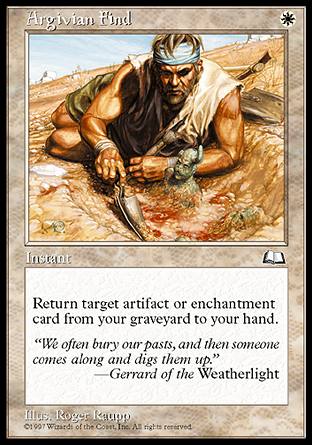 Argivian Find
Instant
Return target artifact or enchantment
card from your graveyard to your hand.
“We often bury our pasts, and then someone
comes along and digs them up.”
—Gerrard of the Weatherlight
Illus. Roger Raupp
©1997 Wizards of the Coast, Inc. All rights reserved.